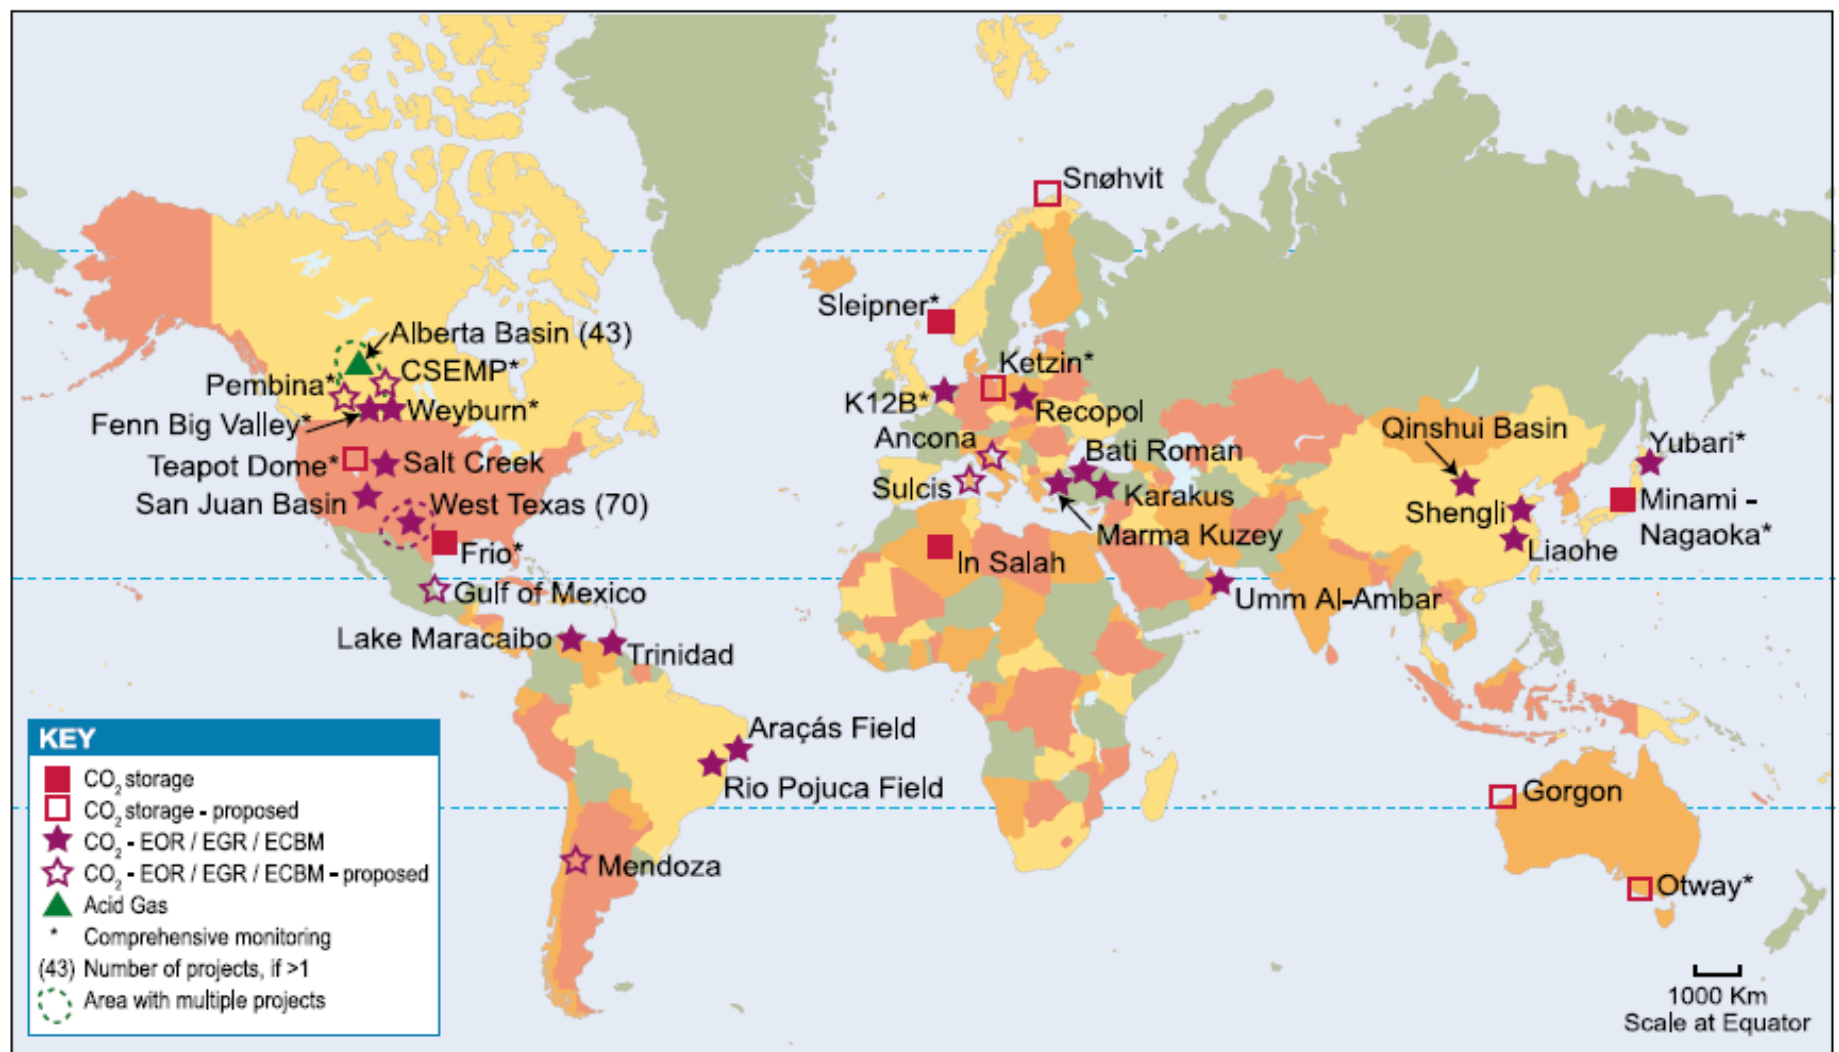 Snøhvit
Sleipner*
Alberta Basin (43)
CSEMP*
Pembina*
Ketzin*
K12B*
Recopol
Weyburn*
Fenn Big Valley*
Qinshui Basin
Ancona
Bati Roman
Yubari*
Teapot Dome*
Salt Creek
Sulcis
Karakus
San Juan Basin
West Texas (70)
Minami -
Nagaoka*
Shengli
Marma Kuzey
Frio*
In Salah
Liaohe
Gulf of Mexico
Umm Al-Ambar
Lake Maracaibo
Trinidad
Araçás Field
Rio Pojuca Field
Gorgon
Mendoza
Otway*
KEY
CO2 storage
CO2 storage - proposed
CO2 - EOR / EGR / ECBM
CO2 - EOR / EGR / ECBM - proposed
Acid Gas
* Comprehensive monitoring
(43) Number of projects, if >1
Area with multiple projects
1000 Km
Scale at Equator